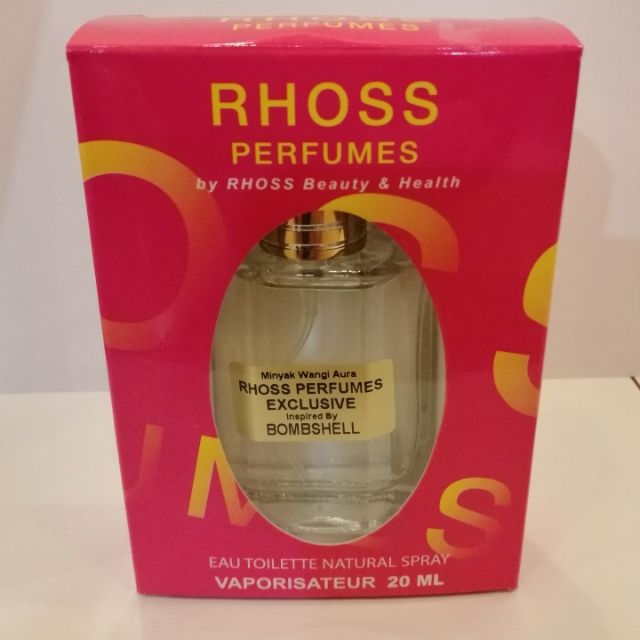 RHOSS
PERFUMES
RHOSS
PERFUMES
by RHOSS Beauty & Health
Minyak Wangi Aura
RHOSS PERFUMES
EXCLUSIVE
Inspired By
BOMBSHELL
EAU TOILETTE NATURAL SPRAY
VAPORISATEUR 20 ML